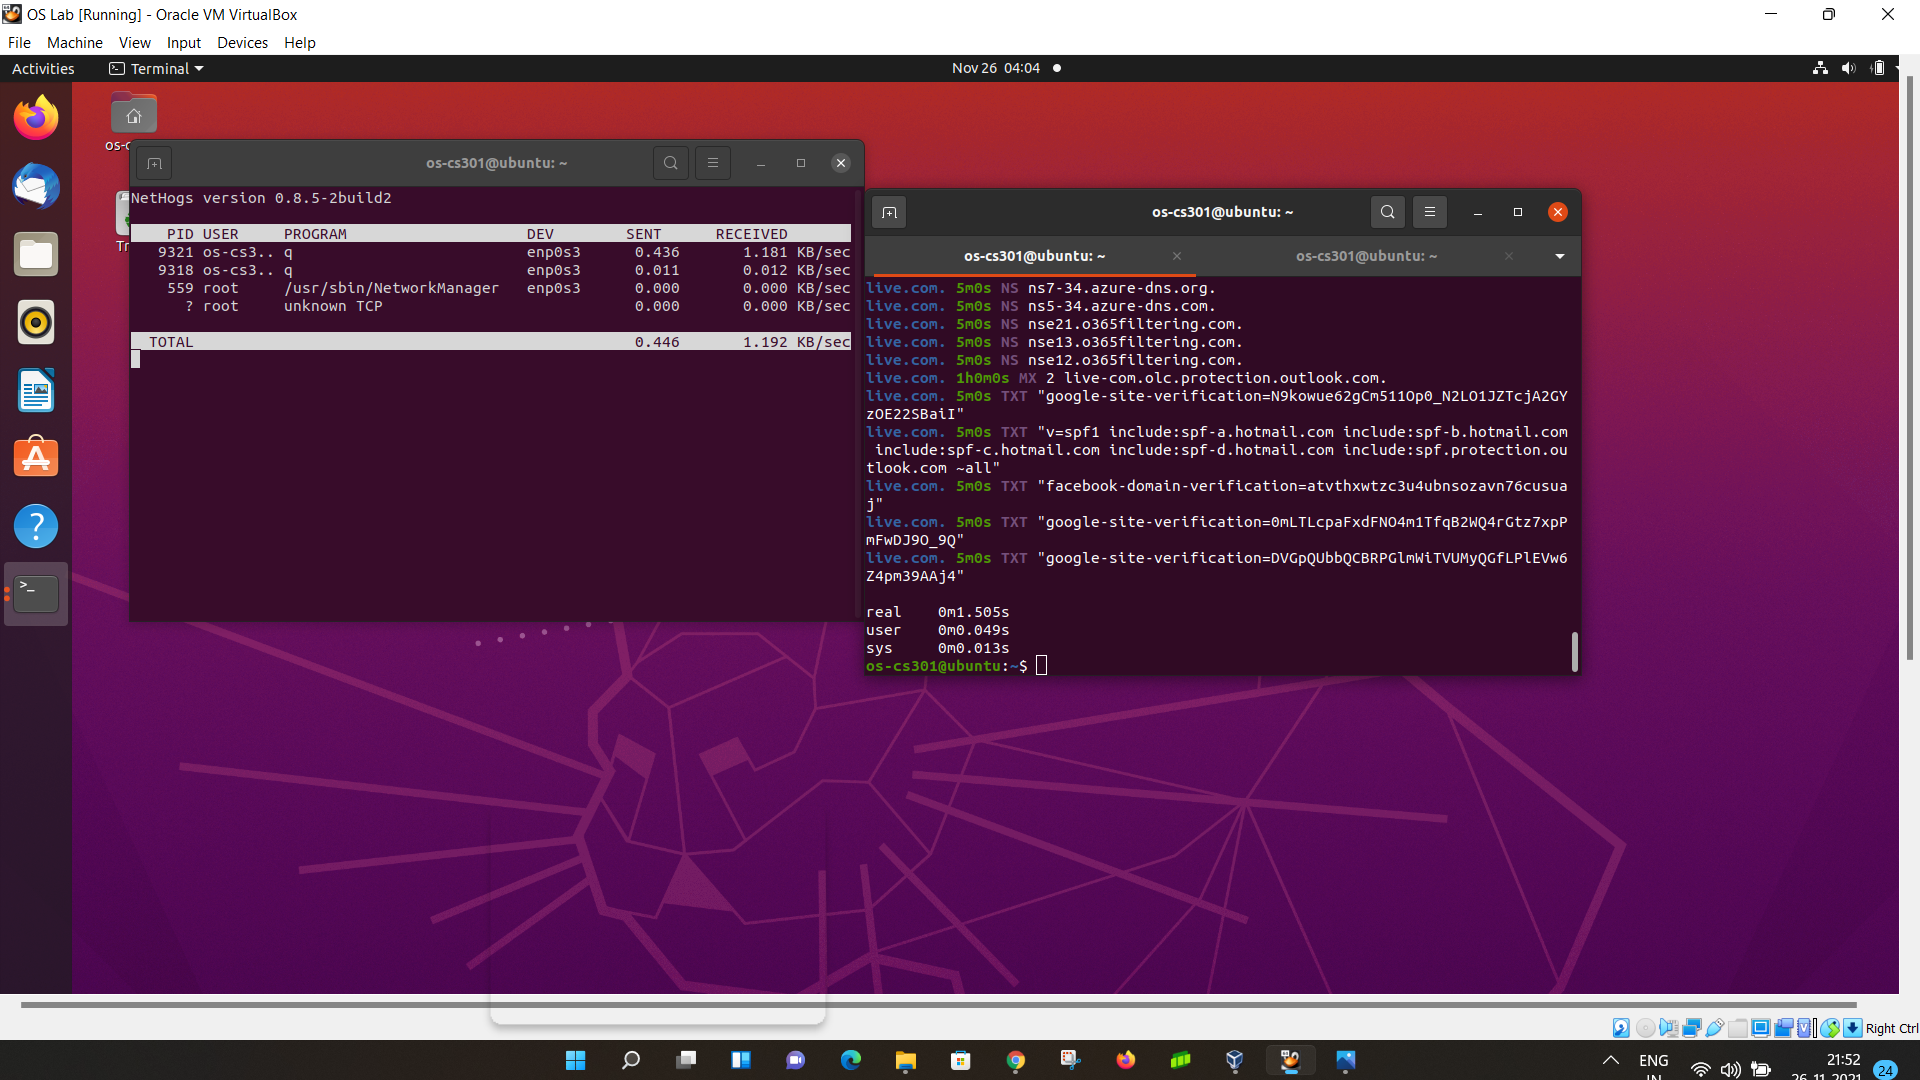 OS Lab [Running] - Oracle VM VirtualBox
File Machine View Input Devices Help
Activities Terminal Nov 26 04:04
os-c
Tr
os-cs301@ubuntu: ~
NetHogs version 0.8.5-2build2
PID USER PROGRAM DEV SENT RECEIVED
9321 os-cs3.. q enp0s3 0.436 1.181 KB/sec
9318 os-cs3.. q enp0s3 0.011 0.012 KB/sec
559 root /usr/sbin/NetworkManager enp0s3 0.000 0.000 KB/sec
? root unknown TCP 0.000 0.000 KB/sec
TOTAL 0.446 1.192 KB/sec
os-cs301@ubuntu: ~
os-cs301@ubuntu: ~ os-cs301@ubuntu: ~
live.com. 5m0s NS ns7-34.azure-dns.org.
live.com. 5m0s NS ns5-34.azure-dns.com.
live.com. 5m0s NS nse21.o365filtering.com.
live.com. 5m0s NS nse13.o365filtering.com.
live.com. 5m0s NS nse12.o365filtering.com.
live.com. 1h0m0s MX 2 live-com.olc.protection.outlook.com.
live.com. 5m0s TXT "google-site-verification=N9kowue62gCm511Op0_N2LO1JZTcjA2GY
zOE22SBaiI"
live.com. 5m0s TXT "v=spf1 include:spf-a.hotmail.com include:spf-b.hotmail.com
include:spf-c.hotmail.com include:spf-d.hotmail.com include:spf.protection.ou
tlook.com ~all"
live.com. 5m0s TXT "facebook-domain-verification=atvthxwtzc3u4ubnsozavn76cusua
j"
live.com. 5m0s TXT "google-site-verification=0mLTLcpaFxdFNO4m1TfqB2WQ4rGtz7xpP
mFwDJ9O_9Q"
live.com. 5m0s TXT "google-site-verification=DVGpQUbbQCBRPGlmWiTVUMyQGfLPlEVw6
Z4pm39AAj4"
real 0m1.505s
user 0m0.049s
sys 0m0.013s
os-cs301@ubuntu:~$
Right Ctrl
ENG 21:52
IN 26-11-2021 24